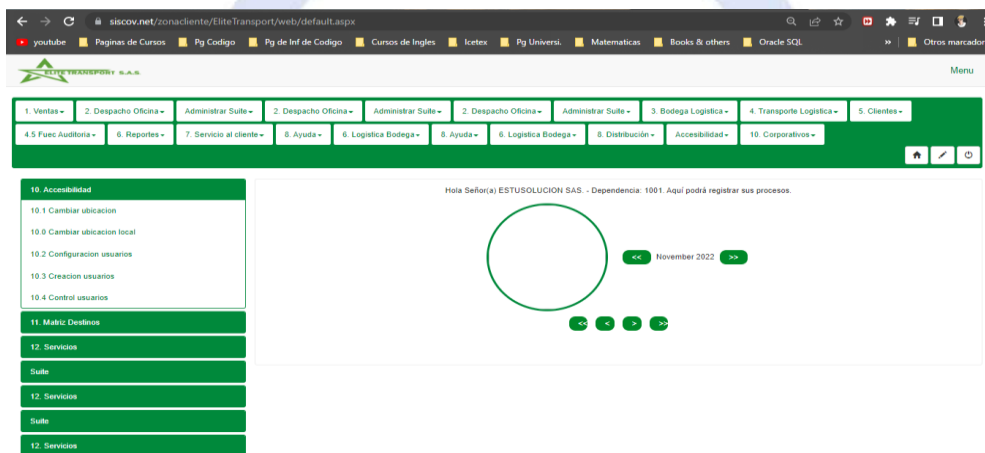 siscov.net/zonacliente/EliteTransport/web/default.aspx
youtube Paginas de Cursos Pg Codigo Pg de Inf de Codigo Cursos de Ingles Icetex Pg Universi. Matematicas Books & others Oracle SQL » Otros marcador
ELITE TRANSPORT S.A.S. Menu
1. Ventas 2. Despacho Oficina Administrar Suite 2. Despacho Oficina Administrar Suite 2. Despacho Oficina Administrar Suite 3. Bodega Logistica 4. Transporte Logistica 5. Clientes
4.5 Fuec Auditoria 6. Reportes 7. Servicio al cliente 8. Ayuda 6. Logistica Bodega 8. Ayuda 6. Logistica Bodega 8. Distribución Accesibilidad 10. Corporativos
10. Accesibilidad
10.1 Cambiar ubicacion
10.0 Cambiar ubicacion local
10.2 Configuracion usuarios
10.3 Creacion usuarios
10.4 Control usuarios
11. Matriz Destinos
12. Servicios
Suite
12. Servicios
Suite
12. Servicios
Hola Señor(a) ESTUSOLUCION SAS. - Dependencia: 1001. Aquí podrá registrar sus procesos.
<< November 2022 >>
<< < > >>